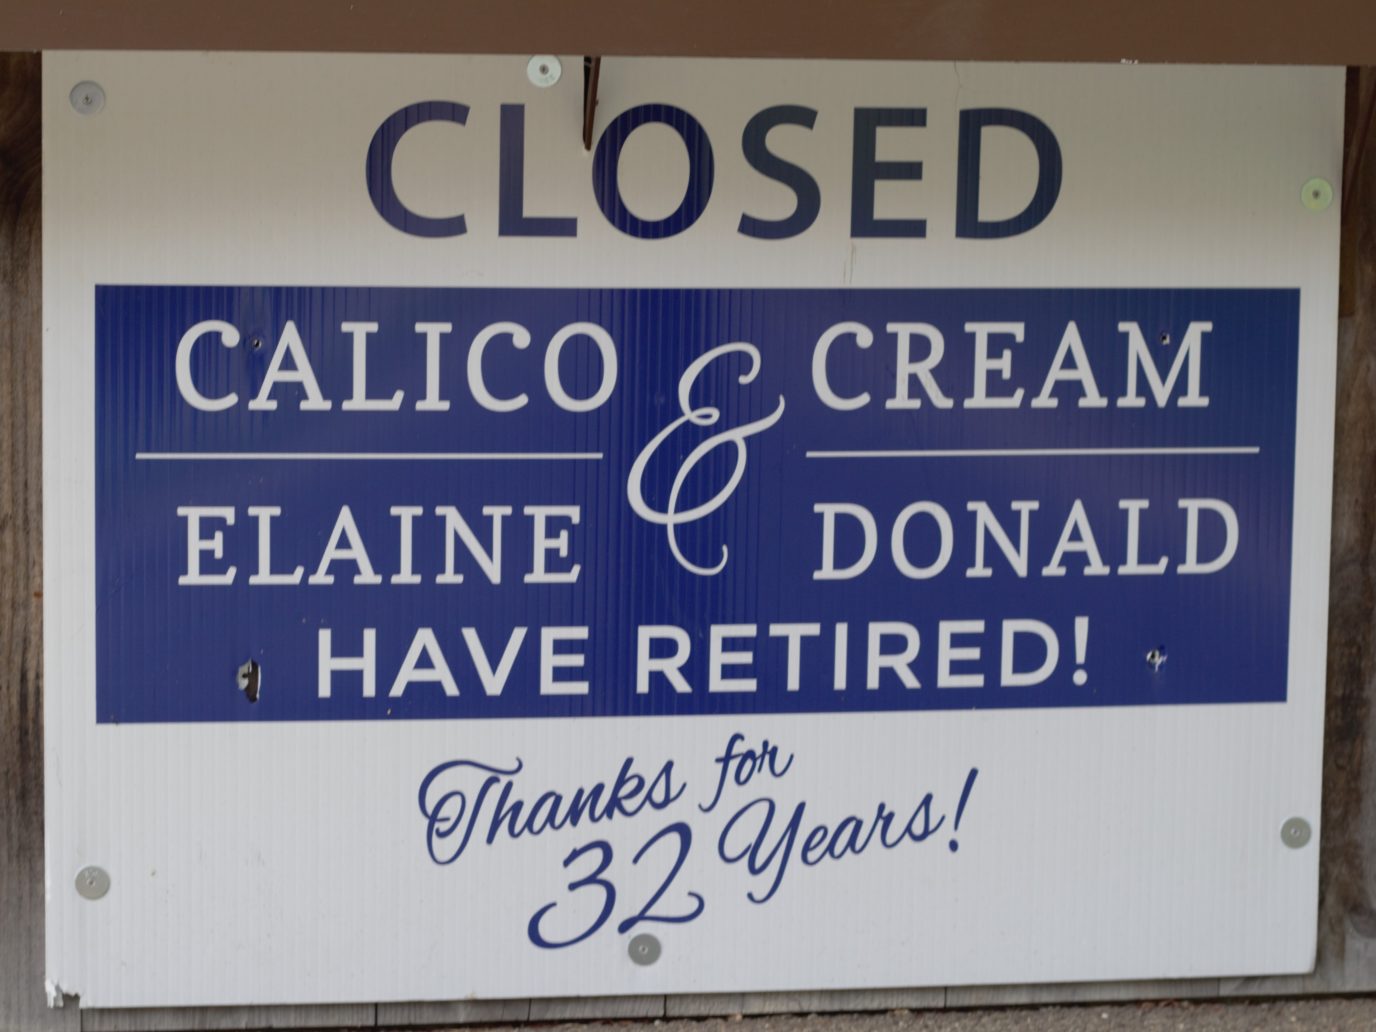 CLOSED
CALICO & CREAM
ELAINE DONALD
HAVE RETIRED!
Thanks for
32 Years!